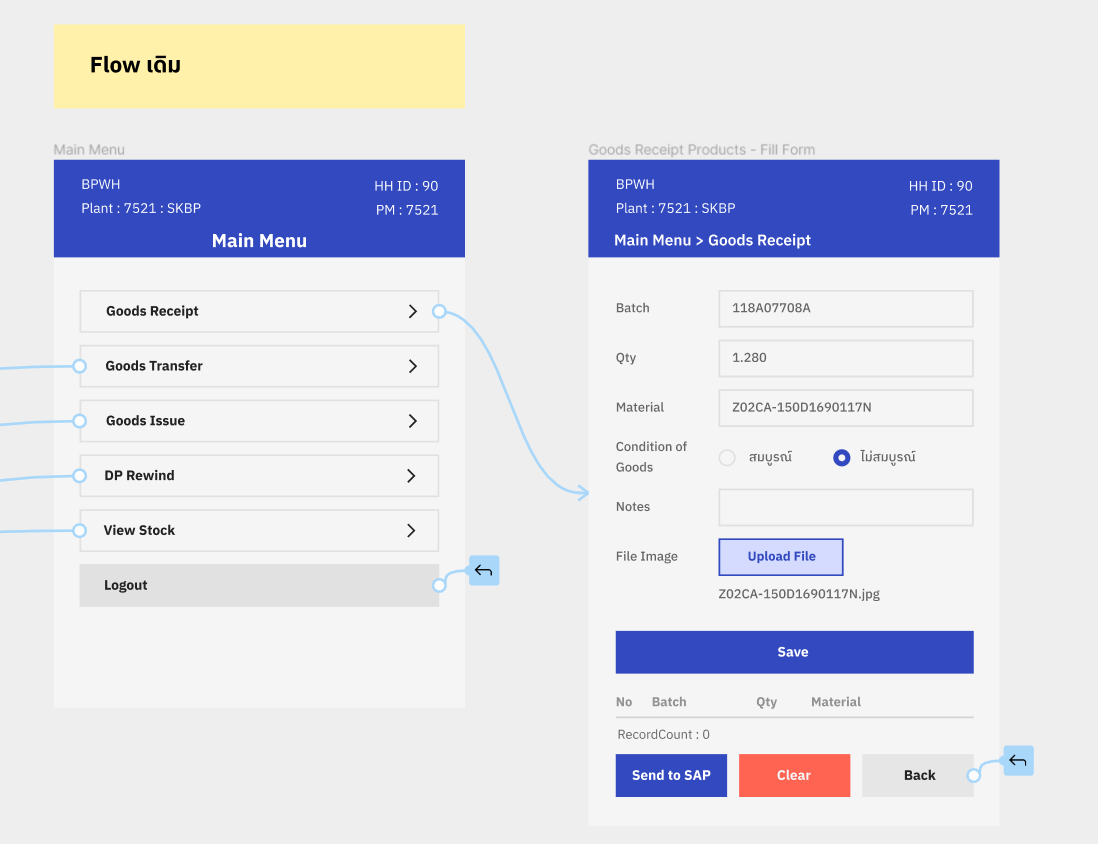 Flow เดิม
Main Menu
BPWH
HH ID : 90
Plant : 7521 : SKBP
PM : 7521
Main Menu
Goods Receipt
Goods Transfer
Goods Issue
DP Rewind
View Stock
Logout
Goods Receipt Products - Fill Form
BPWH
HH ID : 90
Plant : 7521 : SKBP
PM : 7521
Main Menu > Goods Receipt
Batch
118A07708A
Qty
1.280
Material
Z02CA-150D1690117N
Condition of
Goods
สมบูรณ์
ไม่สมบูรณ์
Notes
File Image
Upload File
Z02CA-150D1690117N.jpg
Save
No Batch Qty Material
RecordCount : 0
Send to SAP
Clear
Back